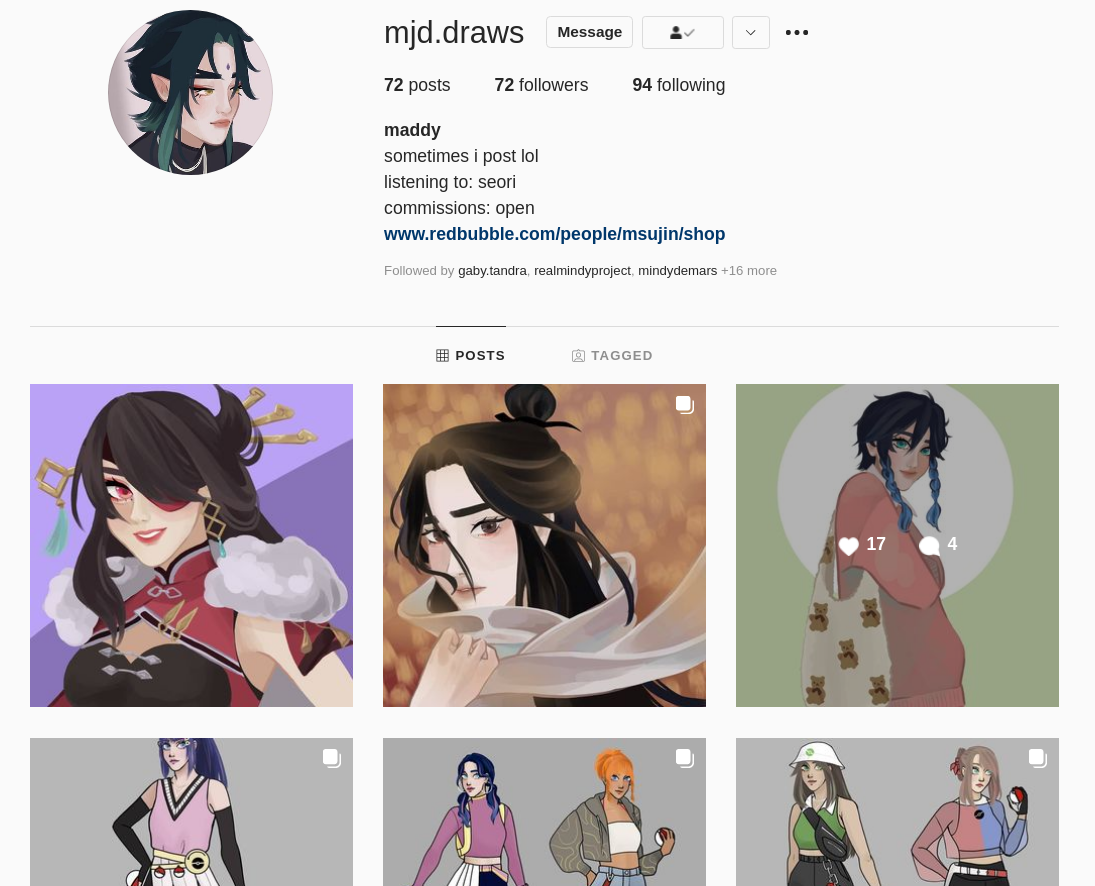 mjd.draws Message
72 posts 72 followers 94 following
maddy
sometimes i post lol
listening to: seori
commissions: open
www.redbubble.com/people/msujin/shop
Followed by gaby.tandra, realmindyproject, mindydemars +16 more
POSTS TAGGED
17 4